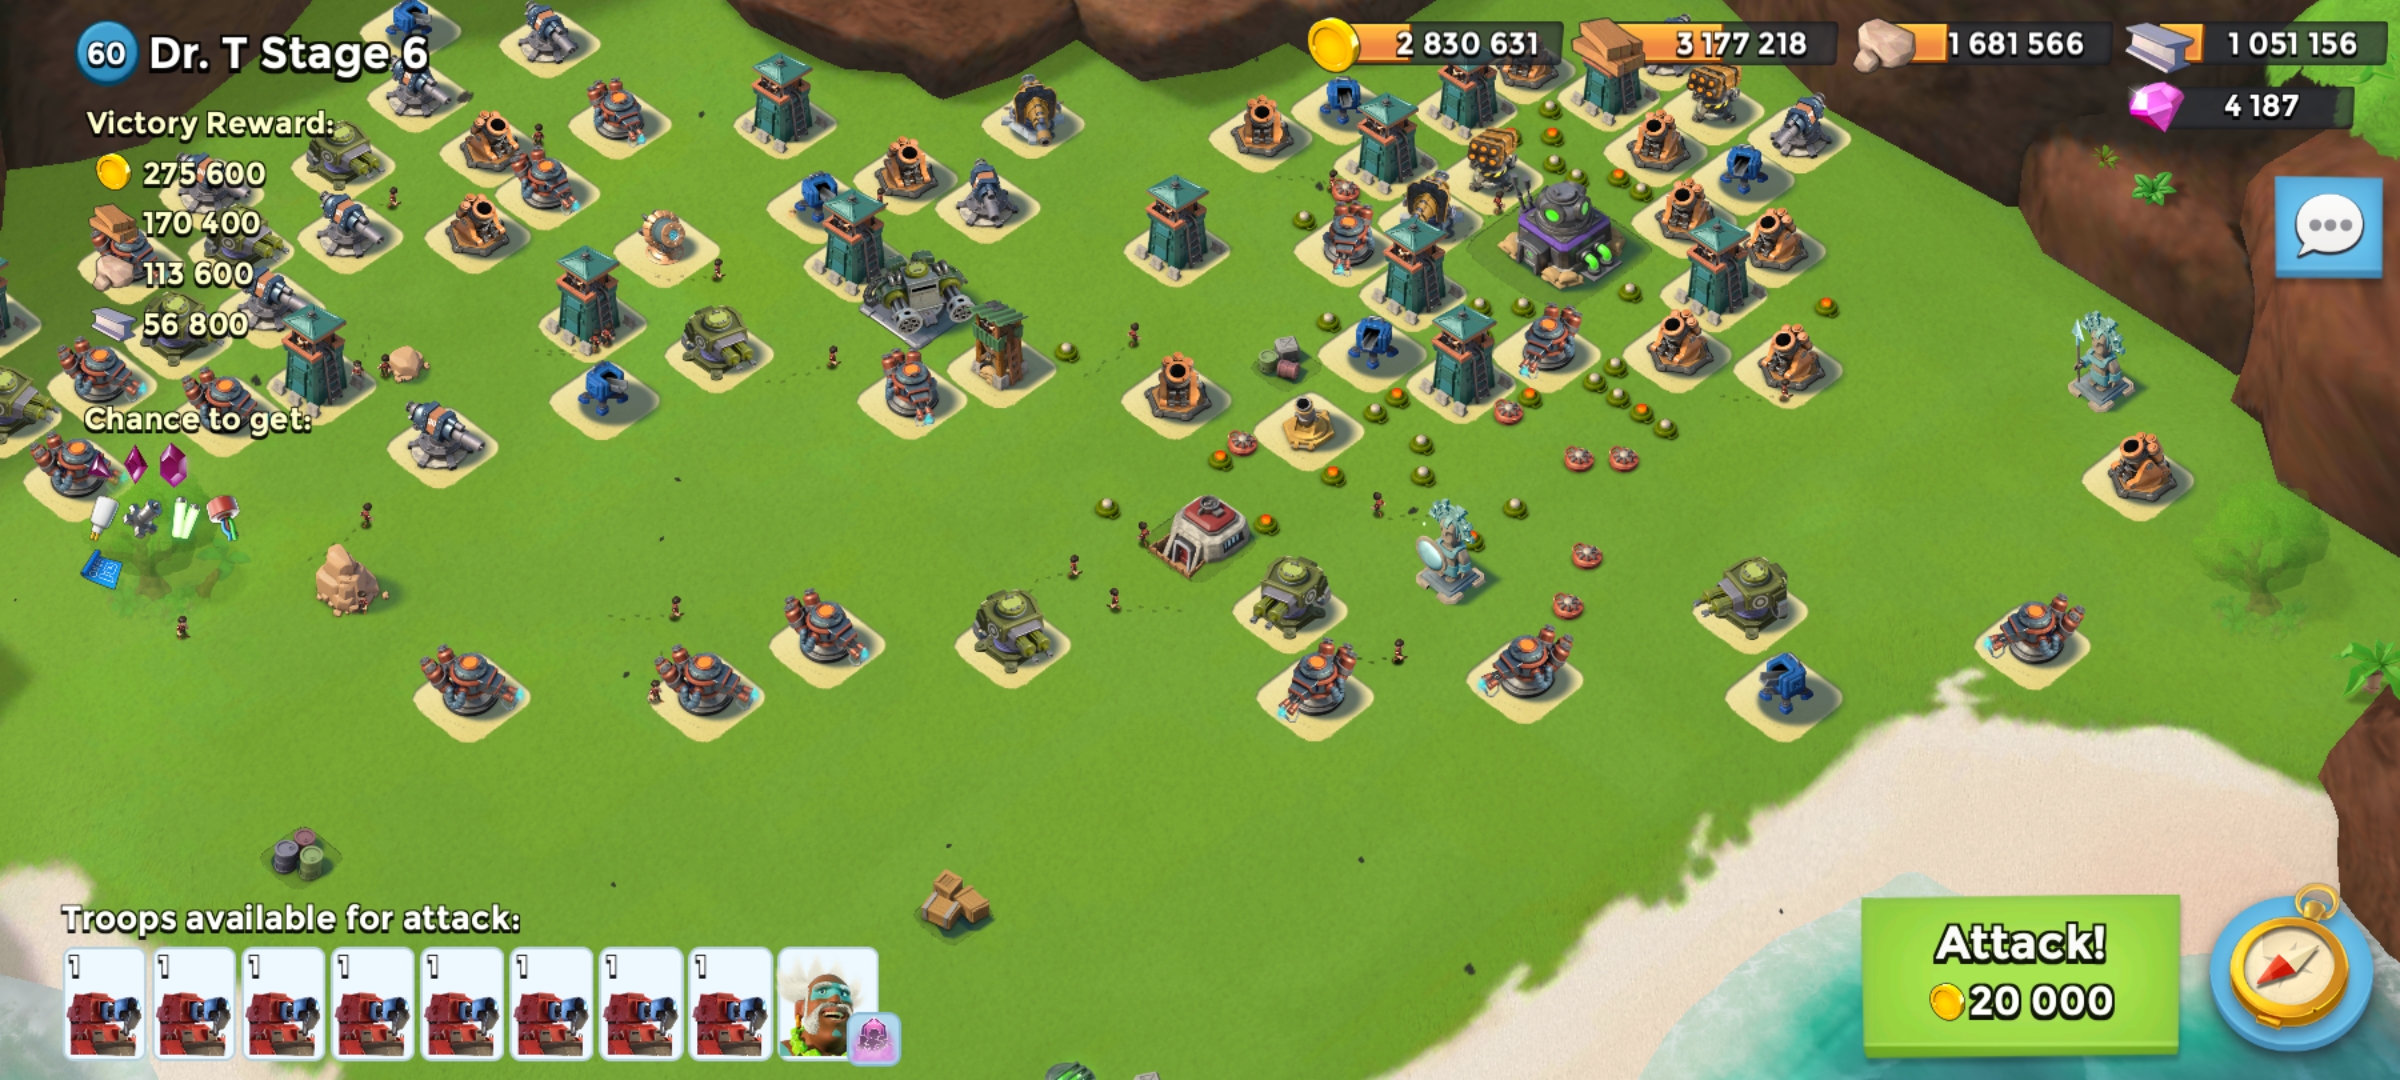 60 Dr. T Stage 6
2 830 631
3 177 218
1 681 566
1 051 156
4 187
Victory Reward:
275 600
170 400
113 600
56 800
Chance to get:
Troops available for attack:
1 1 1 1 1 1 1 1
Attack!
20 000